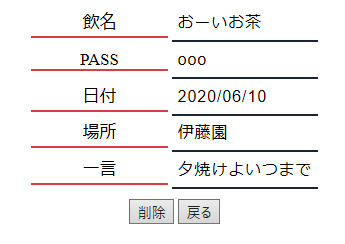 飲名 おーいお茶
PASS ooo
日付 2020/06/10
場所 伊藤園
一言 夕焼けよいつまで
削除 戻る